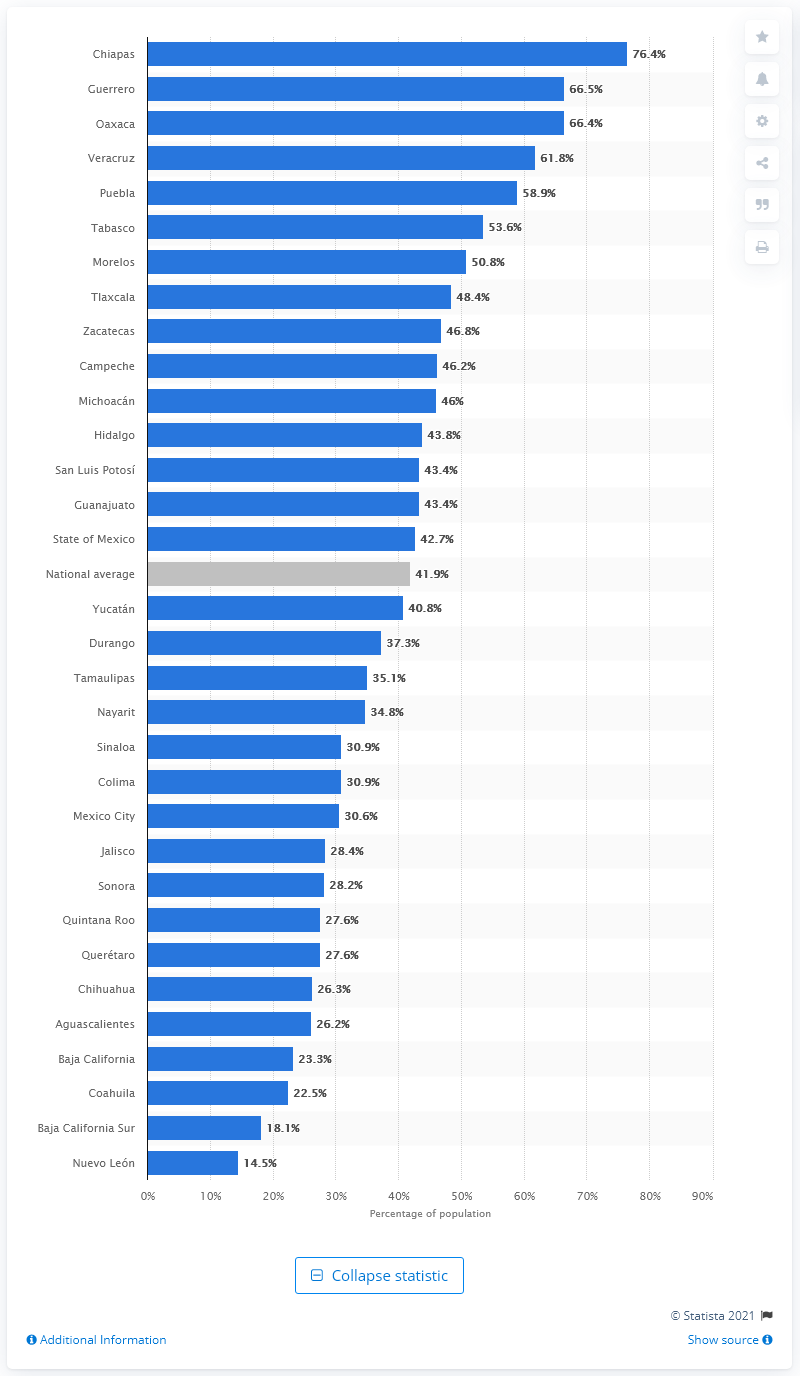 Chiapas 76.4%
Guerrero 66.5%
Oaxaca 66.4%
Veracruz 61.8%
Puebla 58.9%
Tabasco 53.6%
Morelos 50.8%
Tlaxcala 48.4%
Zacatecas 46.8%
Campeche 46.2%
Michoacán 46%
Hidalgo 43.8%
San Luis Potosí 43.4%
Guanajuato 43.4%
State of Mexico 42.7%
National average 41.9%
Yucatán 40.8%
Durango 37.3%
Tamaulipas 35.1%
Nayarit 34.8%
Sinaloa 30.9%
Colima 30.9%
Mexico City 30.6%
Jalisco 28.4%
Sonora 28.2%
Quintana Roo 27.6%
Querétaro 27.6%
Chihuahua 26.3%
Aguascalientes 26.2%
Baja California 23.3%
Coahuila 22.5%
Baja California Sur 18.1%
Nuevo León 14.5%
0% 10% 20% 30% 40% 50% 60% 70% 80% 90%
Percentage of population
Collapse statistic
© Statista 2021
Additional Information Show source